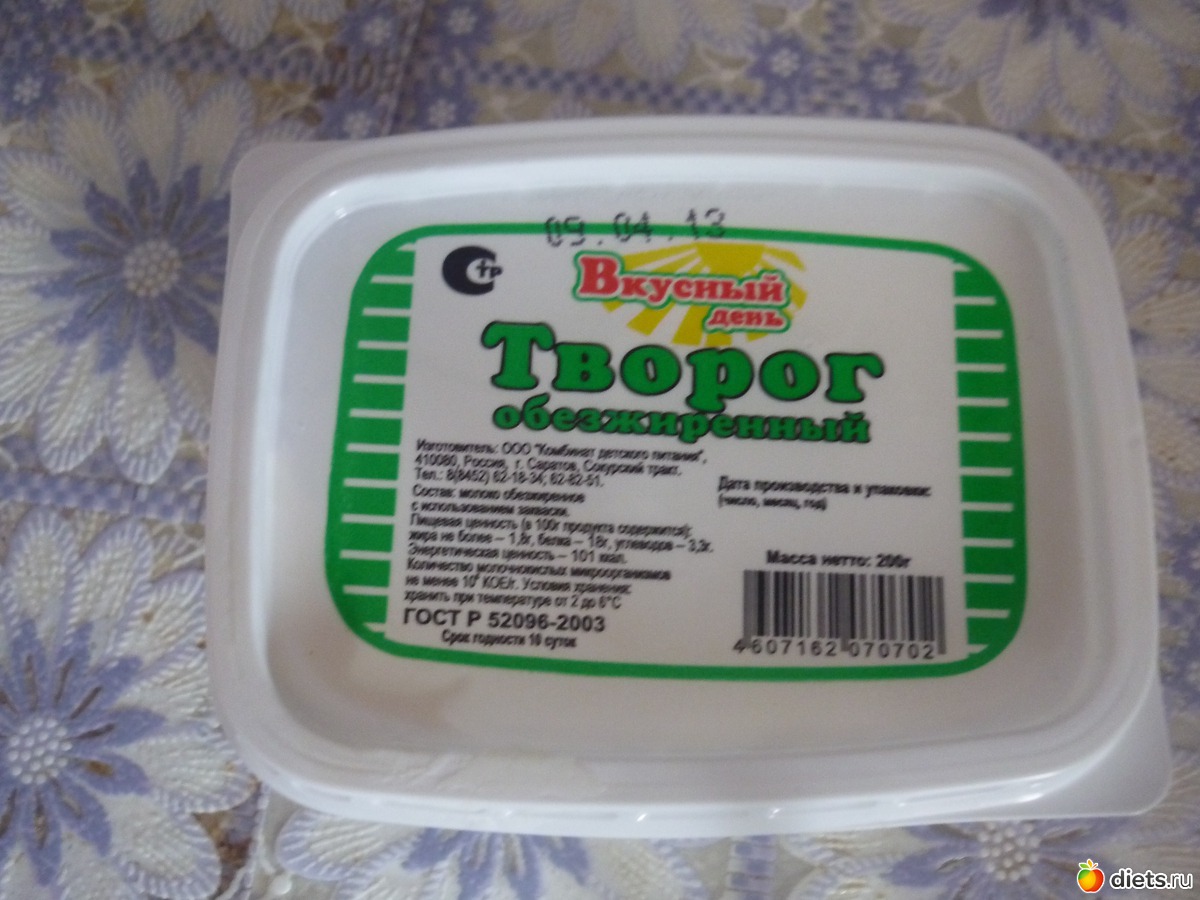 09.04.13
Стр
Вкусный
день
Творог
обезжиренный
Изготовитель: ООО "Комбинат детского питания",
410080, Россия, г. Саратов, Сокурский тракт.
Тел.: 8(8452) 62-18-34; 62-82-51.
Состав: молоко обезжиренное
с использованием закваски.
Пищевая ценность (в 100г продукта содержится):
жира не более – 1,8г, белка – 18г, углеводов – 3,3г.
Энергетическая ценность – 101 ккал.
Количество молочнокислых микроорганизмов
не менее 10⁶ КОЕ/г. Условия хранения:
хранить при температуре от 2 до 6°С
ГОСТ Р 52096-2003
Срок годности 10 суток
Дата производства и упаковки:
(число, месяц, год)
Масса нетто: 200г
4607162 070702
diets.ru